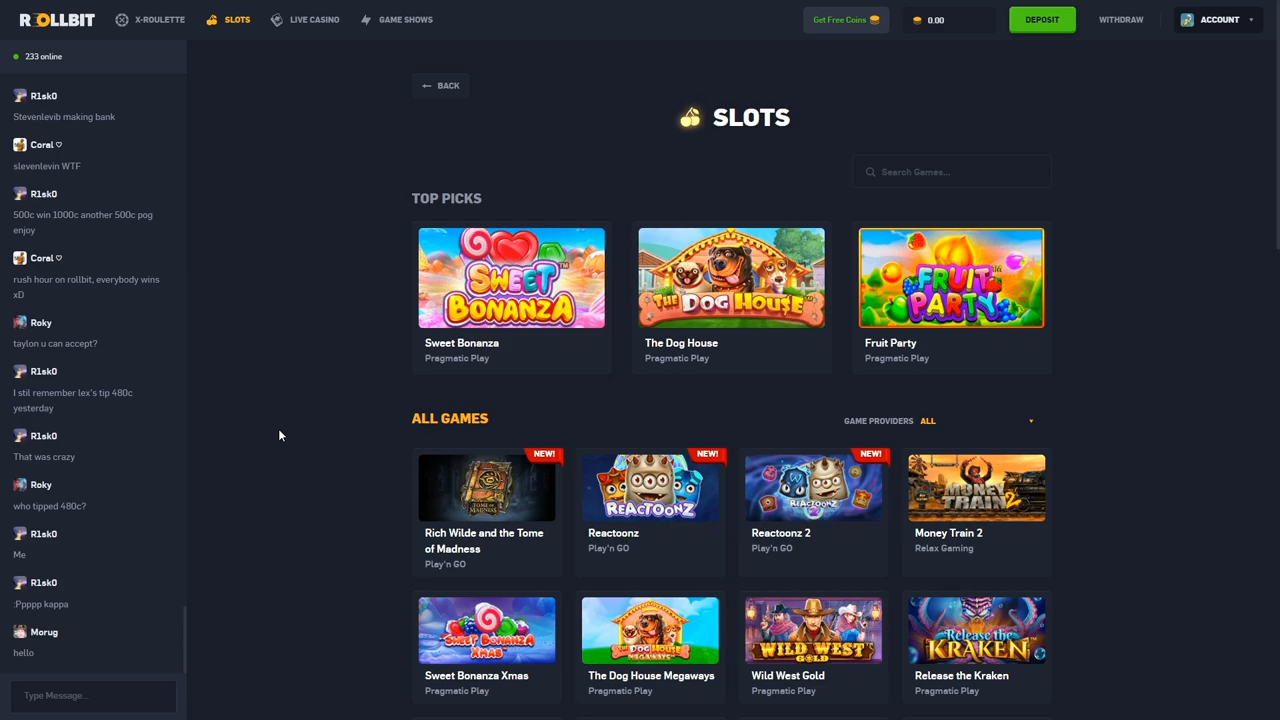 ROLLBIT
X-ROULETTE
SLOTS
LIVE CASINO
GAME SHOWS
Get Free Coins
0.00
DEPOSIT
WITHDRAW
ACCOUNT
233 online
R1sk0
Stevenlevib making bank
Coral ♡
slevenlevin WTF
R1sk0
500c win 1000c another 500c pog
enjoy
Coral ♡
rush hour on rollbit, everybody wins
xD
Roky
taylon u can accept?
R1sk0
I stil remember lex's tip 480c
yesterday
R1sk0
That was crazy
Roky
who tipped 480c?
R1sk0
Me
R1sk0
:Ppppp kappa
Morug
hello
Type Message...
← BACK
SLOTS
Search Games...
TOP PICKS
SWEET
BONANZA
™
THE DOG HOUSE
FRUIT
PARTY
Sweet Bonanza
Pragmatic Play
The Dog House
Pragmatic Play
Fruit Party
Pragmatic Play
ALL GAMES
GAME PROVIDERS ALL
NEW!
NEW!
NEW!
TOME OF
MADNESS
REACTOONZ
REACTOONZ
2
MONEY
TRAIN 2
Rich Wilde and the Tome
of Madness
Play'n GO
Reactoonz
Play'n GO
Reactoonz 2
Play'n GO
Money Train 2
Relax Gaming
SWEET BONANZA
XMAS
THE DOG HOUSE
MEGAWAYS
WILD WEST
GOLD
Release the
KRAKEN
Sweet Bonanza Xmas
Pragmatic Play
The Dog House Megaways
Pragmatic Play
Wild West Gold
Pragmatic Play
Release the Kraken
Pragmatic Play